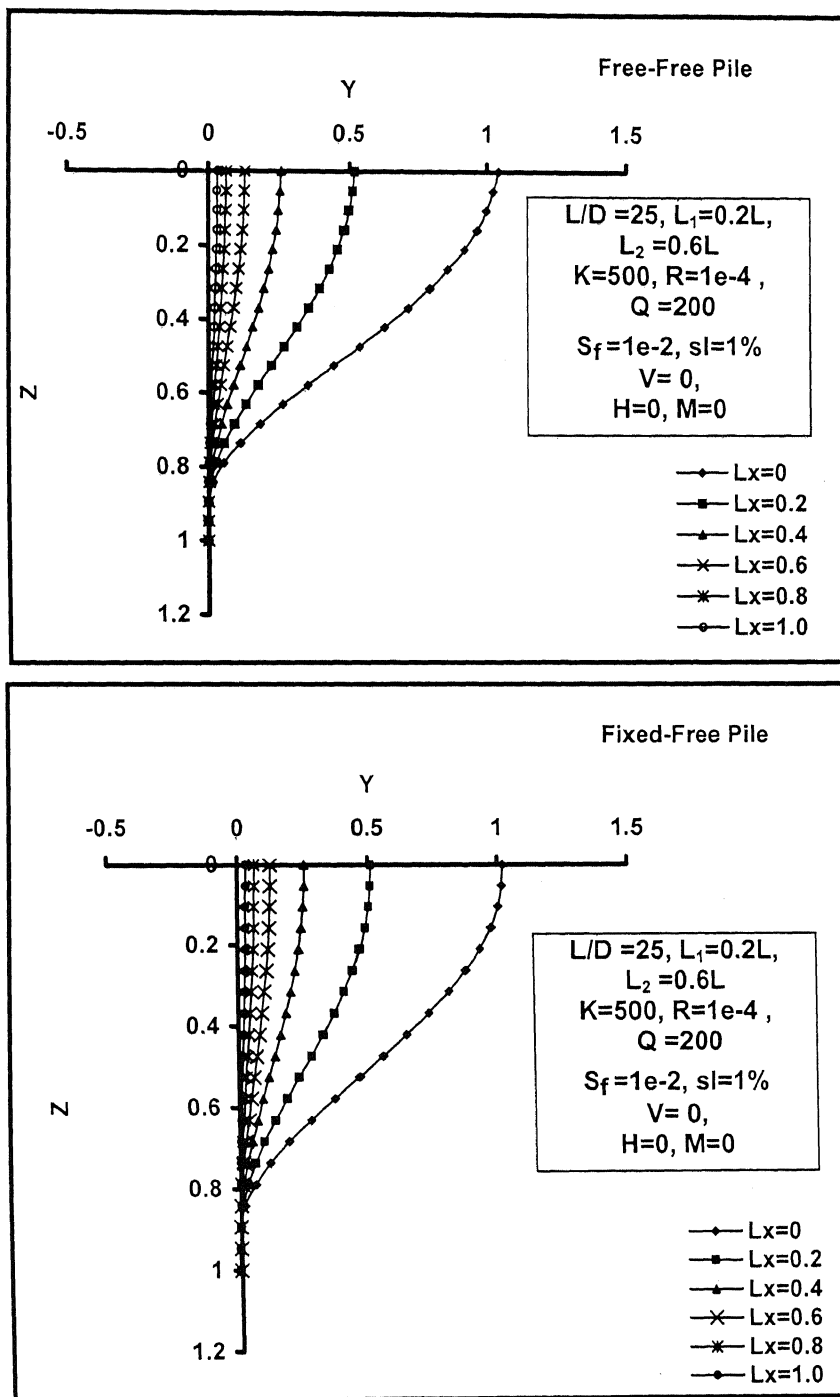 Free-Free Pile
Y
-0.5 0 0.5 1 1.5
0
0.2
0.4
0.6
0.8
1
1.2
Z
L/D =25, L₁=0.2L,
L₂ =0.6L
K=500, R=1e-4 ,
Q =200
S_f =1e-2, sl=1%
V= 0,
H=0, M=0
Lx=0
Lx=0.2
Lx=0.4
Lx=0.6
Lx=0.8
Lx=1.0
Fixed-Free Pile
Y
-0.5 0 0.5 1 1.5
0
0.2
0.4
0.6
0.8
1
1.2
Z
L/D =25, L₁=0.2L,
L₂ =0.6L
K=500, R=1e-4 ,
Q =200
S_f =1e-2, sl=1%
V= 0,
H=0, M=0
Lx=0
Lx=0.2
Lx=0.4
Lx=0.6
Lx=0.8
Lx=1.0